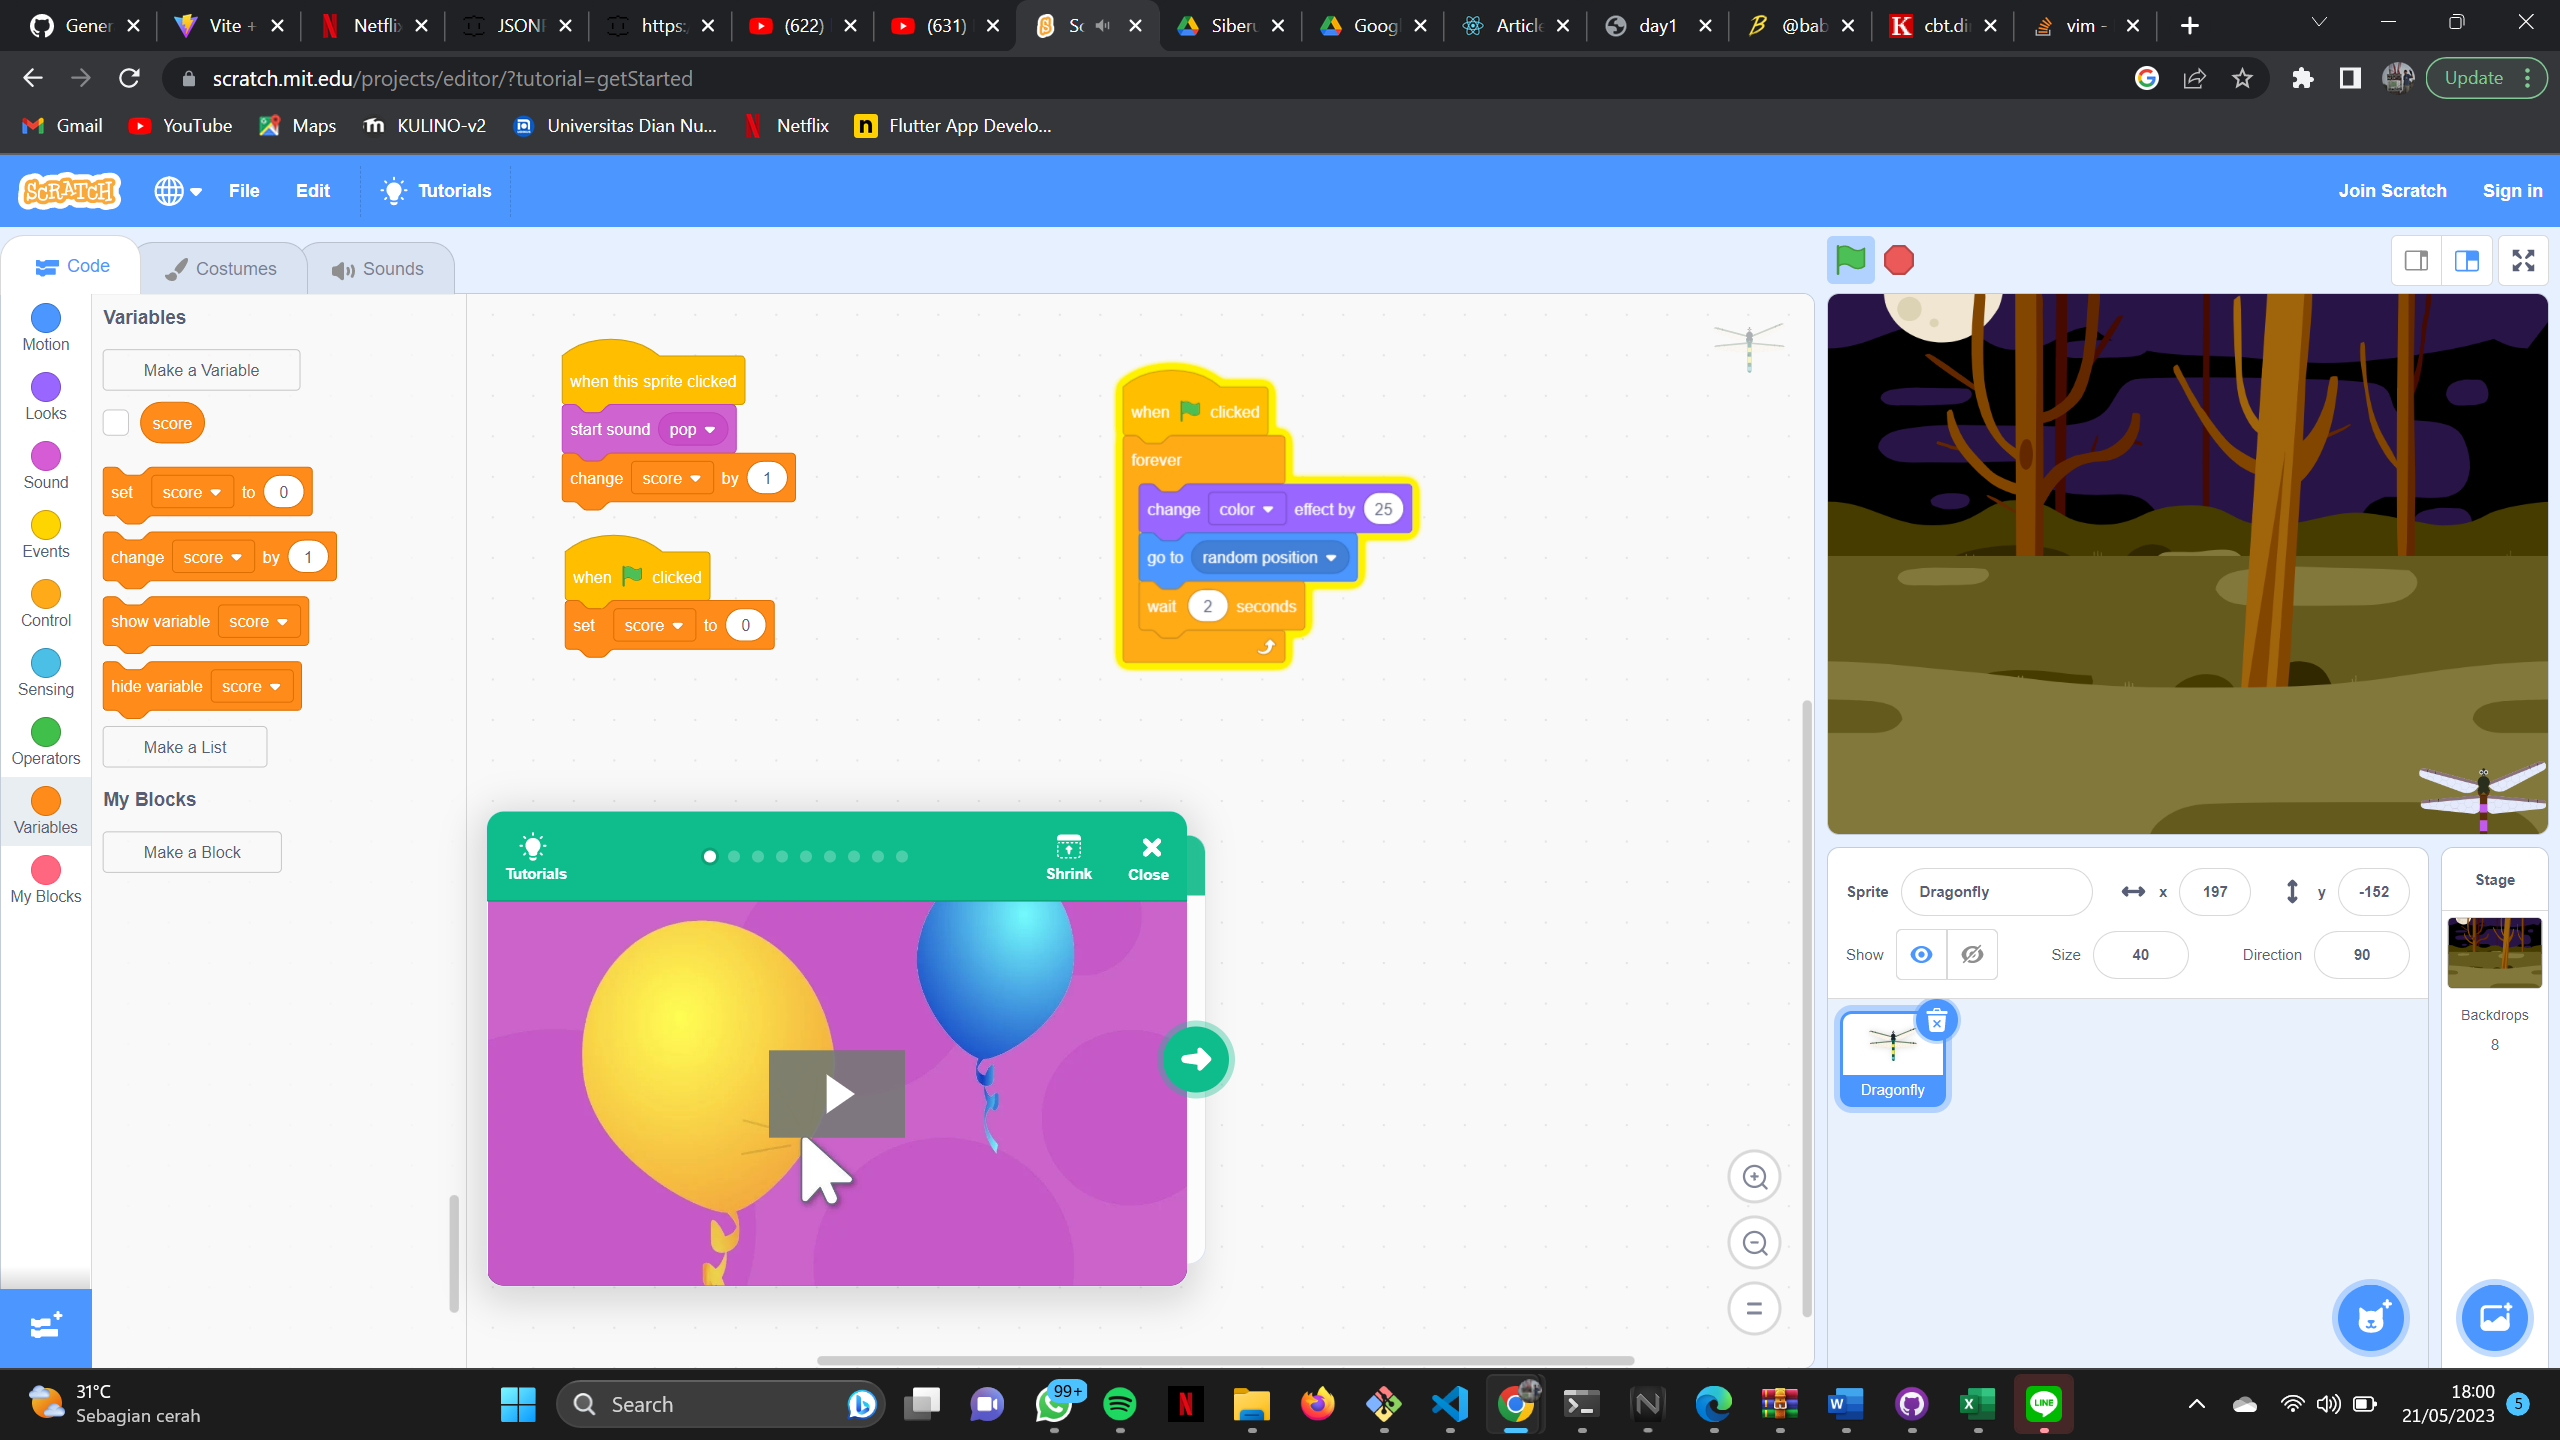 Gener
Vite +
Netfli
JSON
https:
(622)
(631)
Sc
Siberu
Goog
Article
day1
@bab
cbt.di
vim -
scratch.mit.edu/projects/editor/?tutorial=getStarted
Update
Gmail
YouTube
Maps
KULINO-v2
Universitas Dian Nu...
Netflix
Flutter App Develo...
SCRATCH
File
Edit
Tutorials
Join Scratch
Sign in
Code
Costumes
Sounds
Motion
Looks
Sound
Events
Control
Sensing
Operators
Variables
My Blocks
Variables
Make a Variable
score
set score to 0
change score by 1
show variable score
hide variable score
Make a List
My Blocks
Make a Block
when this sprite clicked
start sound pop
change score by 1
when clicked
set score to 0
when clicked
forever
change color effect by 25
go to random position
wait 2 seconds
Tutorials
Shrink
Close
Sprite
Dragonfly
x
197
y
-152
Show
Size
40
Direction
90
Dragonfly
Stage
Backdrops
8
31°C
Sebagian cerah
Search
99+
LINE
18:00
21/05/2023
5